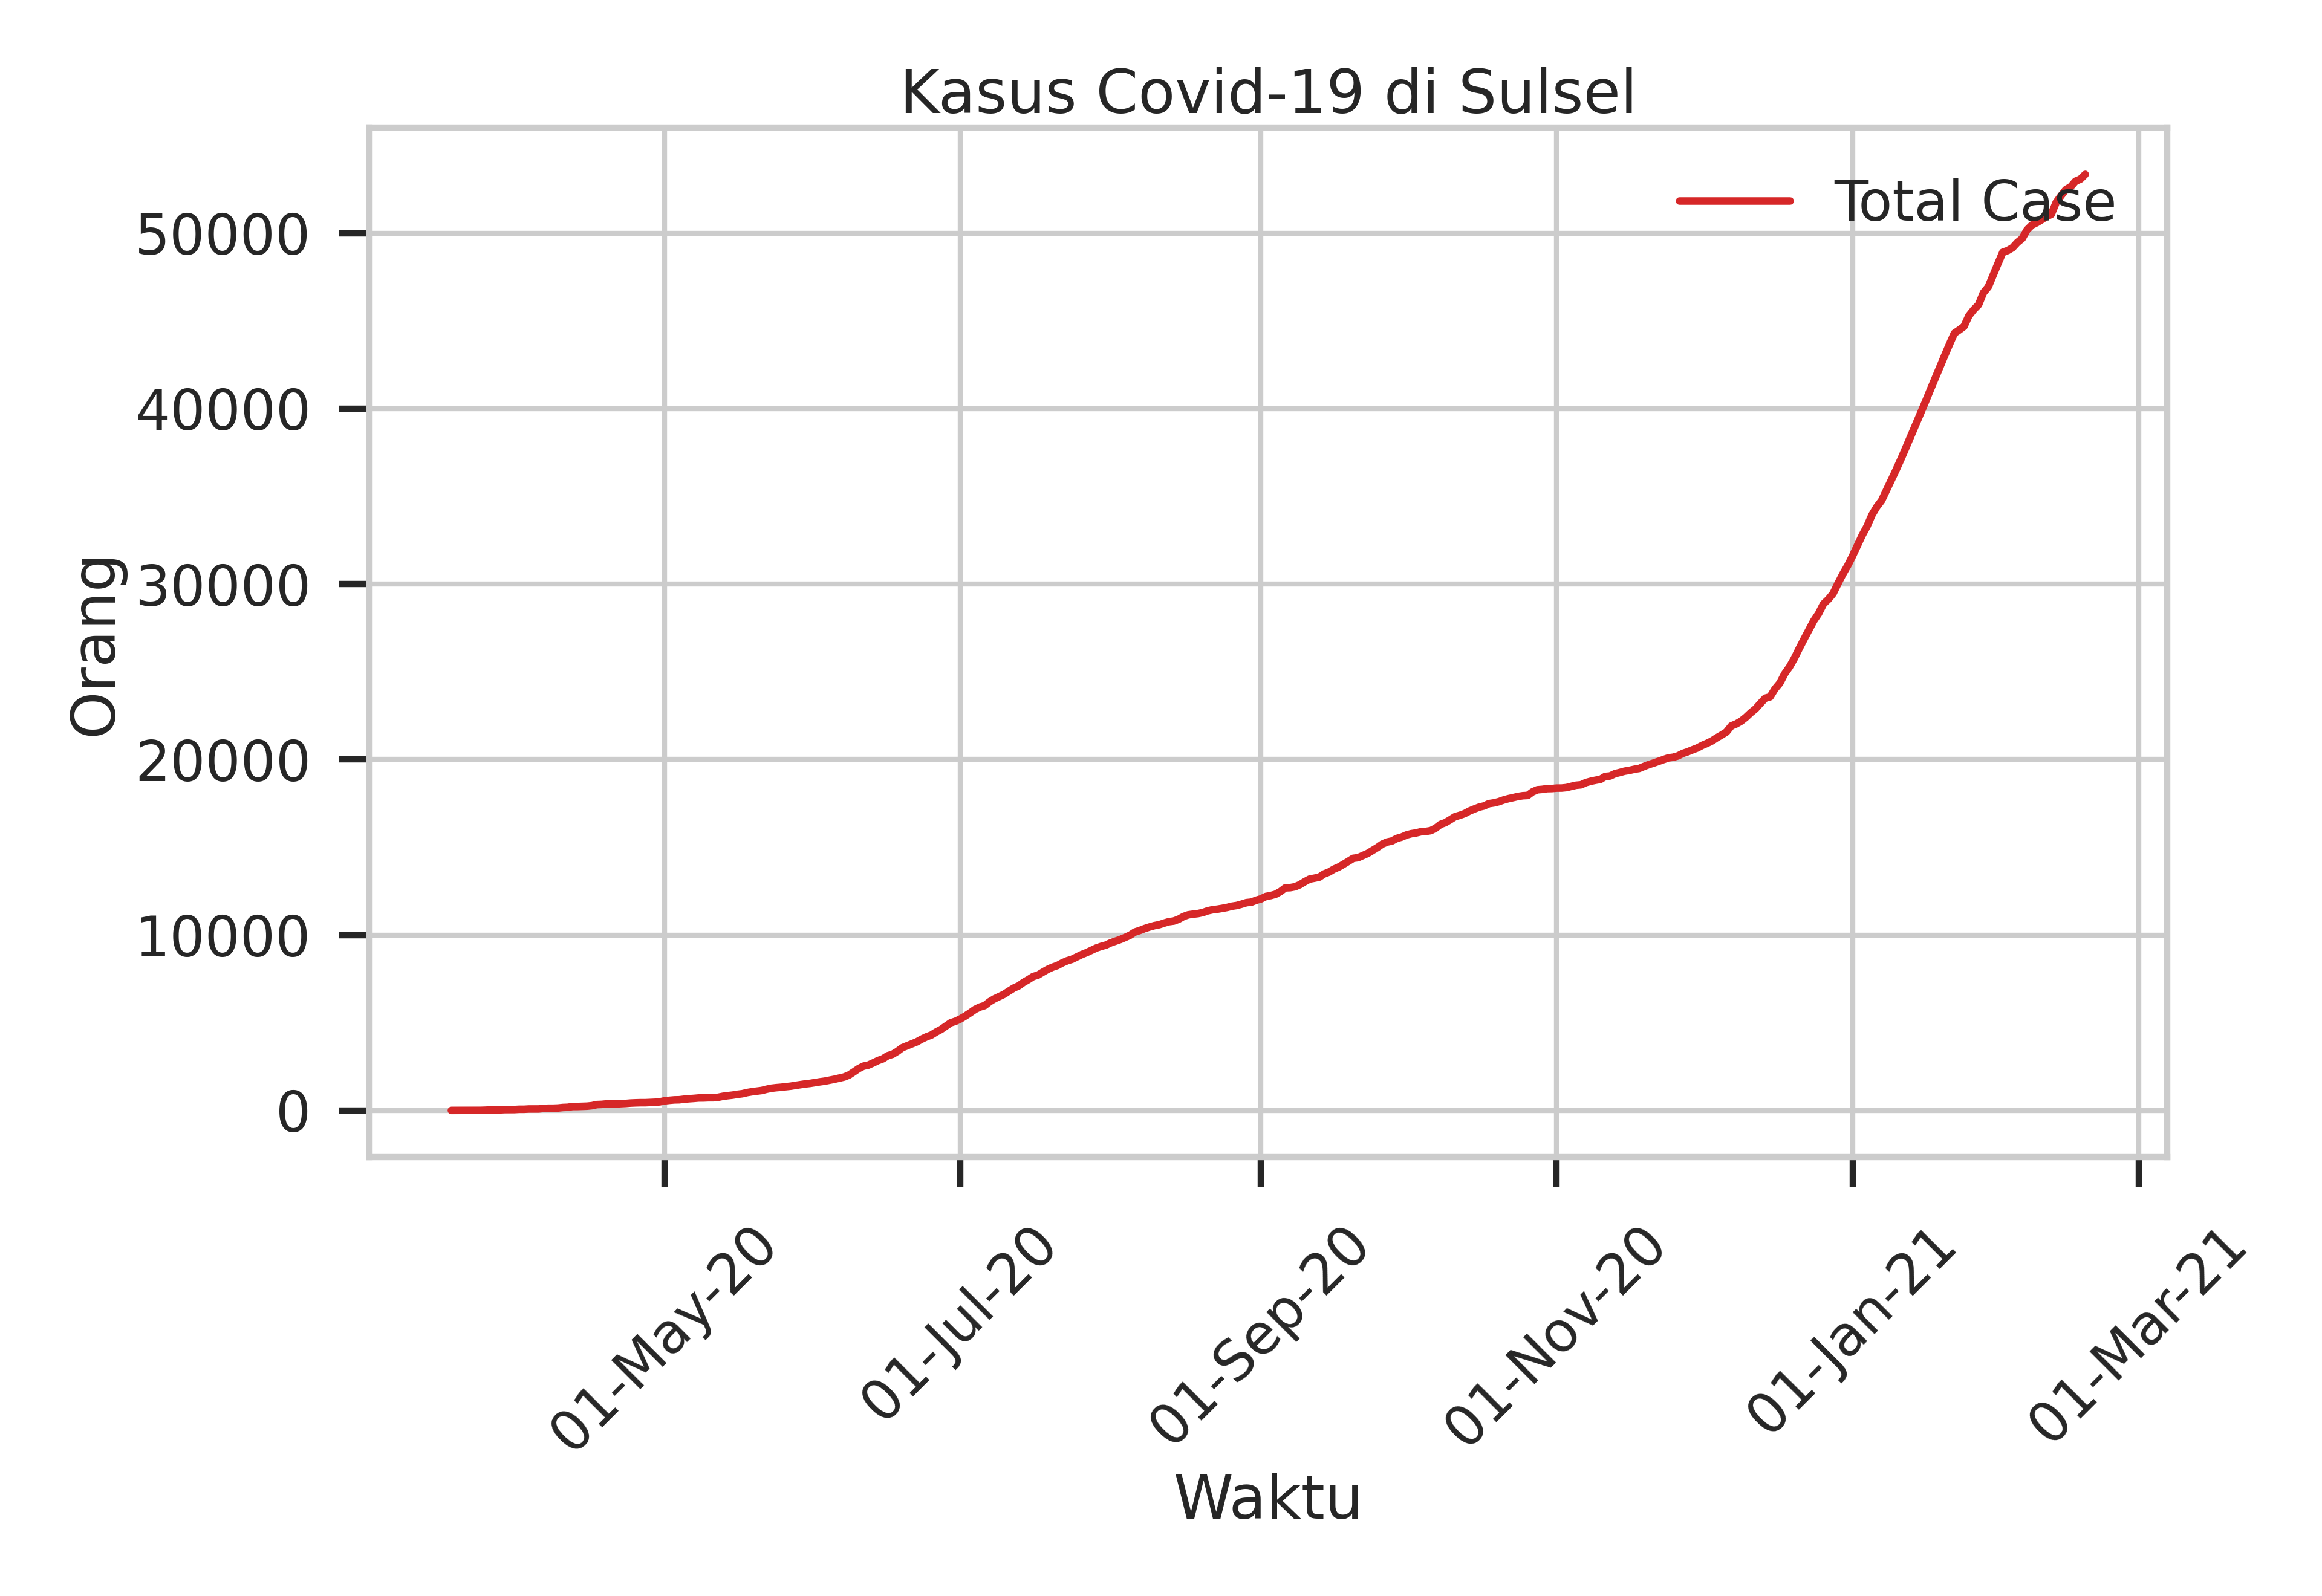 Kasus Covid-19 di Sulsel
Total Case
50000
40000
30000
20000
10000
0
Orang
01-May-20
01-Jul-20
01-Sep-20
01-Nov-20
01-Jan-21
01-Mar-21
Waktu